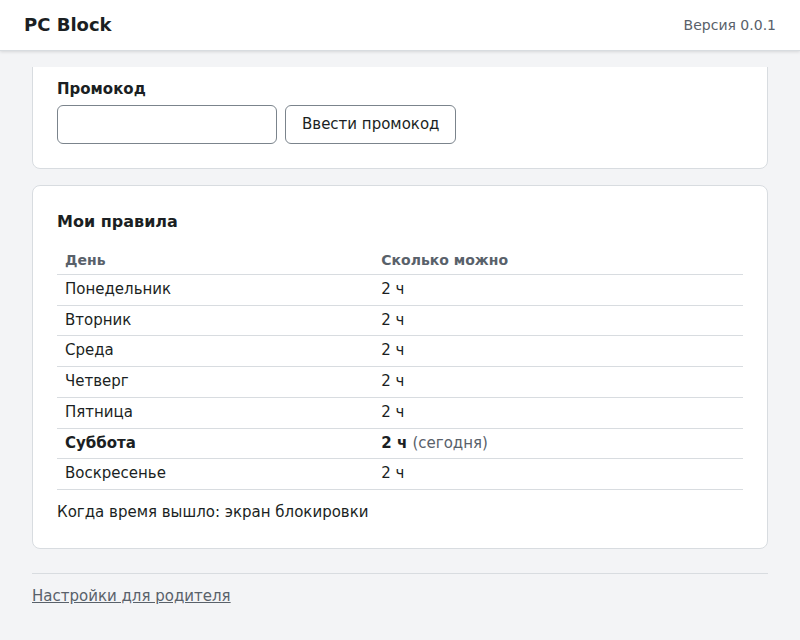 PC Block
Версия 0.0.1
Промокод
Ввести промокод
Мои правила
День Сколько можно
Понедельник 2 ч
Вторник 2 ч
Среда 2 ч
Четверг 2 ч
Пятница 2 ч
Суббота 2 ч (сегодня)
Воскресенье 2 ч
Когда время вышло: экран блокировки
Настройки для родителя